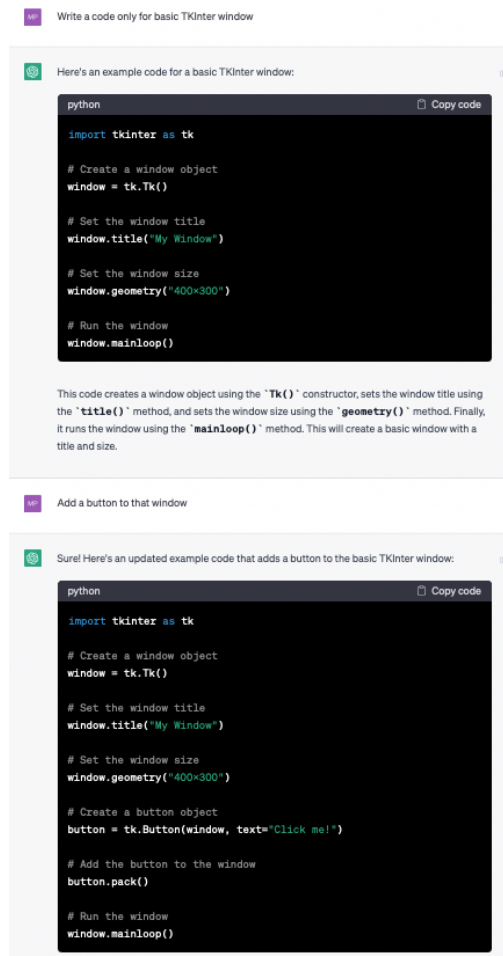 MP Write a code only for basic TKInter window
Here's an example code for a basic TKInter window:
python Copy code
import tkinter as tk
# Create a window object
window = tk.Tk()
# Set the window title
window.title("My Window")
# Set the window size
window.geometry("400x300")
# Run the window
window.mainloop()
This code creates a window object using the `Tk()` constructor, sets the window title using
the `title()` method, and sets the window size using the `geometry()` method. Finally,
it runs the window using the `mainloop()` method. This will create a basic window with a
title and size.
MP Add a button to that window
Sure! Here's an updated example code that adds a button to the basic TKInter window:
python Copy code
import tkinter as tk
# Create a window object
window = tk.Tk()
# Set the window title
window.title("My Window")
# Set the window size
window.geometry("400x300")
# Create a button object
button = tk.Button(window, text="Click me!")
# Add the button to the window
button.pack()
# Run the window
window.mainloop()